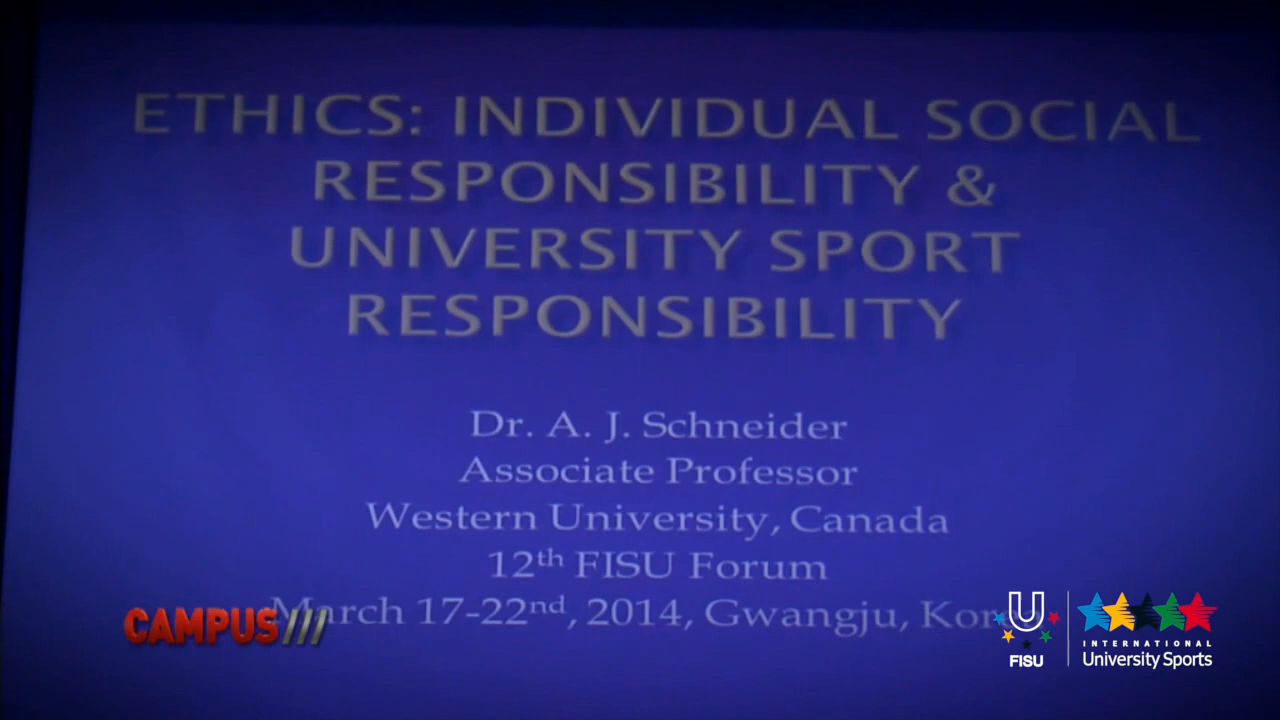 ETHICS: INDIVIDUAL SOCIAL
RESPONSIBILITY &
UNIVERSITY SPORT
RESPONSIBILITY
Dr. A. J. Schneider
Associate Professor
Western University, Canada
12th FISU Forum
March 17-22nd, 2014, Gwangju, Kor
CAMPUS///
U
FISU
INTERNATIONAL
University Sports